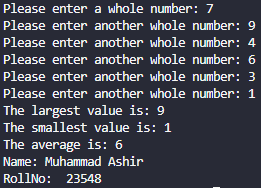 Please enter a whole number: 7
Please enter another whole number: 9
Please enter another whole number: 4
Please enter another whole number: 6
Please enter another whole number: 3
Please enter another whole number: 1
The largest value is: 9
The smallest value is: 1
The average is: 6
Name: Muhammad Ashir
RollNo:  23548